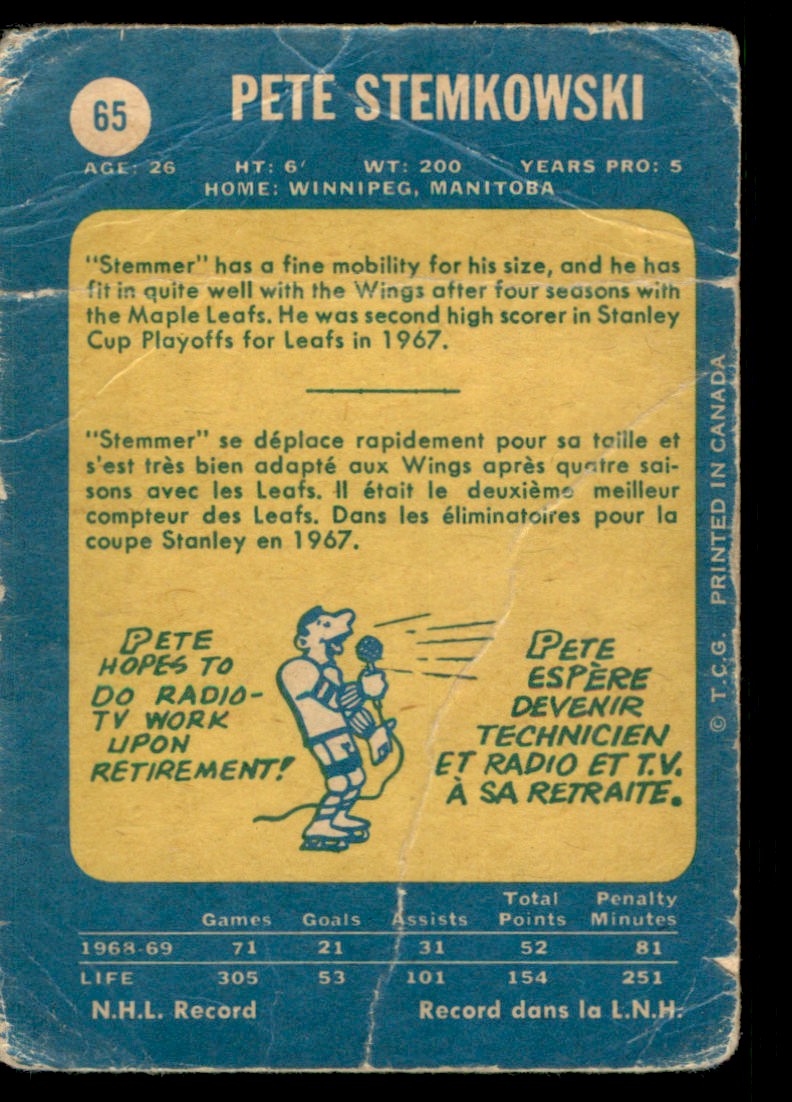 65
PETE STEMKOWSKI
AGE: 26 HT: 6' WT: 200 YEARS PRO: 5
HOME: WINNIPEG, MANITOBA
"Stemmer" has a fine mobility for his size, and he has
fit in quite well with the Wings after four seasons with
the Maple Leafs. He was second high scorer in Stanley
Cup Playoffs for Leafs in 1967.
"Stemmer" se déplace rapidement pour sa taille et
s'est très bien adapté aux Wings après quatre sai-
sons avec les Leafs. Il était le deuxième meilleur
compteur des Leafs. Dans les éliminatoires pour la
coupe Stanley en 1967.
PETE
HOPES TO
DO RADIO-
TV WORK
UPON
RETIREMENT!
PETE
ESPÈRE
DEVENIR
TECHNICIEN
ET RADIO ET T.V.
À SA RETRAITE.
© T.C.G. PRINTED IN CANADA
Games Goals Assists Total Points Penalty Minutes
1968-69 71 21 31 52 81
LIFE 305 53 101 154 251
N.H.L. Record Record dans la L.N.H.